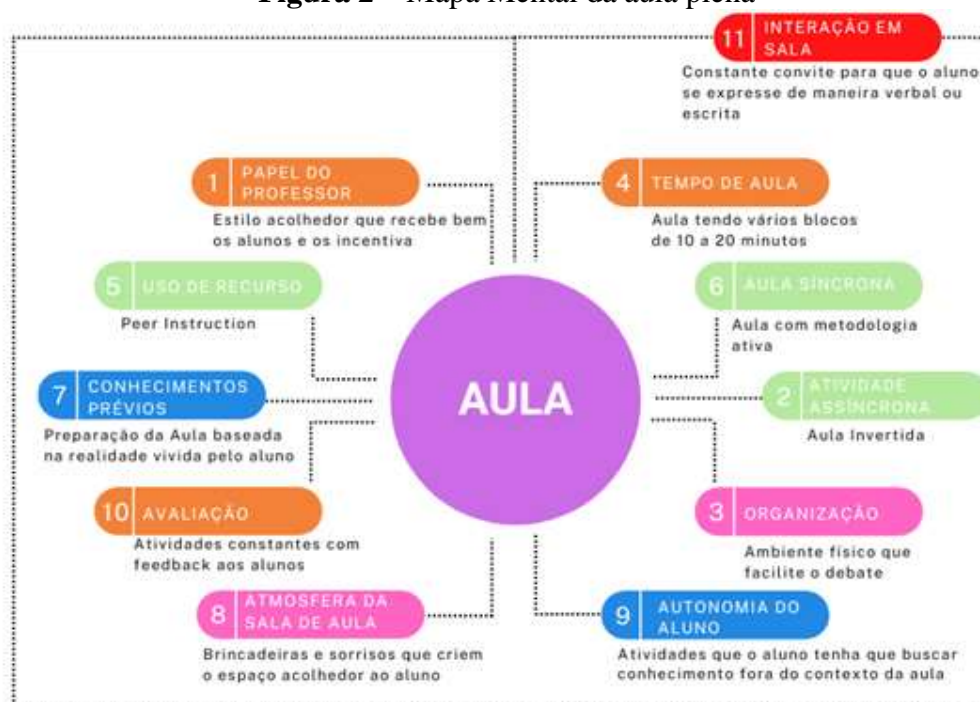 Figura 2 – Mapa Mental da aula plena
11 INTERAÇÃO EM
SALA
Constante convite para que o aluno
se expresse de maneira verbal ou
escrita
1 PAPEL DO
PROFESSOR
Estilo acolhedor que recebe bem
os alunos e os incentiva
4 TEMPO DE AULA
Aula tendo vários blocos
de 10 a 20 minutos
5 USO DE RECURSO
Peer Instruction
6 AULA SÍNCRONA
Aula com metodologia
ativa
7 CONHECIMENTOS
PRÉVIOS
Preparação da Aula baseada
na realidade vivida pelo aluno
AULA
2 ATIVIDADE
ASSÍNCRONA
Aula Invertida
10 AVALIAÇÃO
Atividades constantes com
feedback aos alunos
3 ORGANIZAÇÃO
Ambiente físico que
facilite o debate
8 ATMOSFERA DA
SALA DE AULA
Brincadeiras e sorrisos que criem
o espaço acolhedor ao aluno
9 AUTONOMIA DO
ALUNO
Atividades que o aluno tenha que buscar
conhecimento fora do contexto da aula